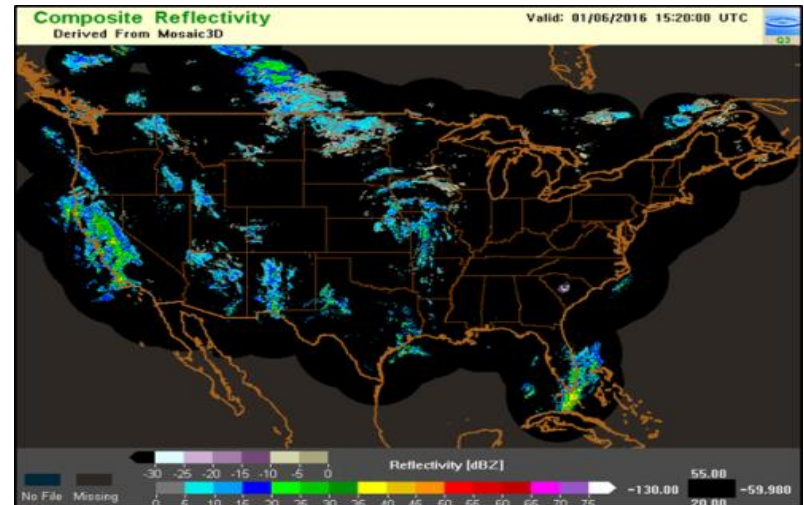 Composite Reflectivity
Derived From Mosaic3D
Valid: 01/06/2016 15:20:00 UTC
Q3
-30 -25 -20 -15 -10 -5 0
Reflectivity [dBZ]
No File Missing
0 5 10 15 20 25 30 35 40 45 50 55 60 65 70 75
55.00
-130.00 -59.980
20.00